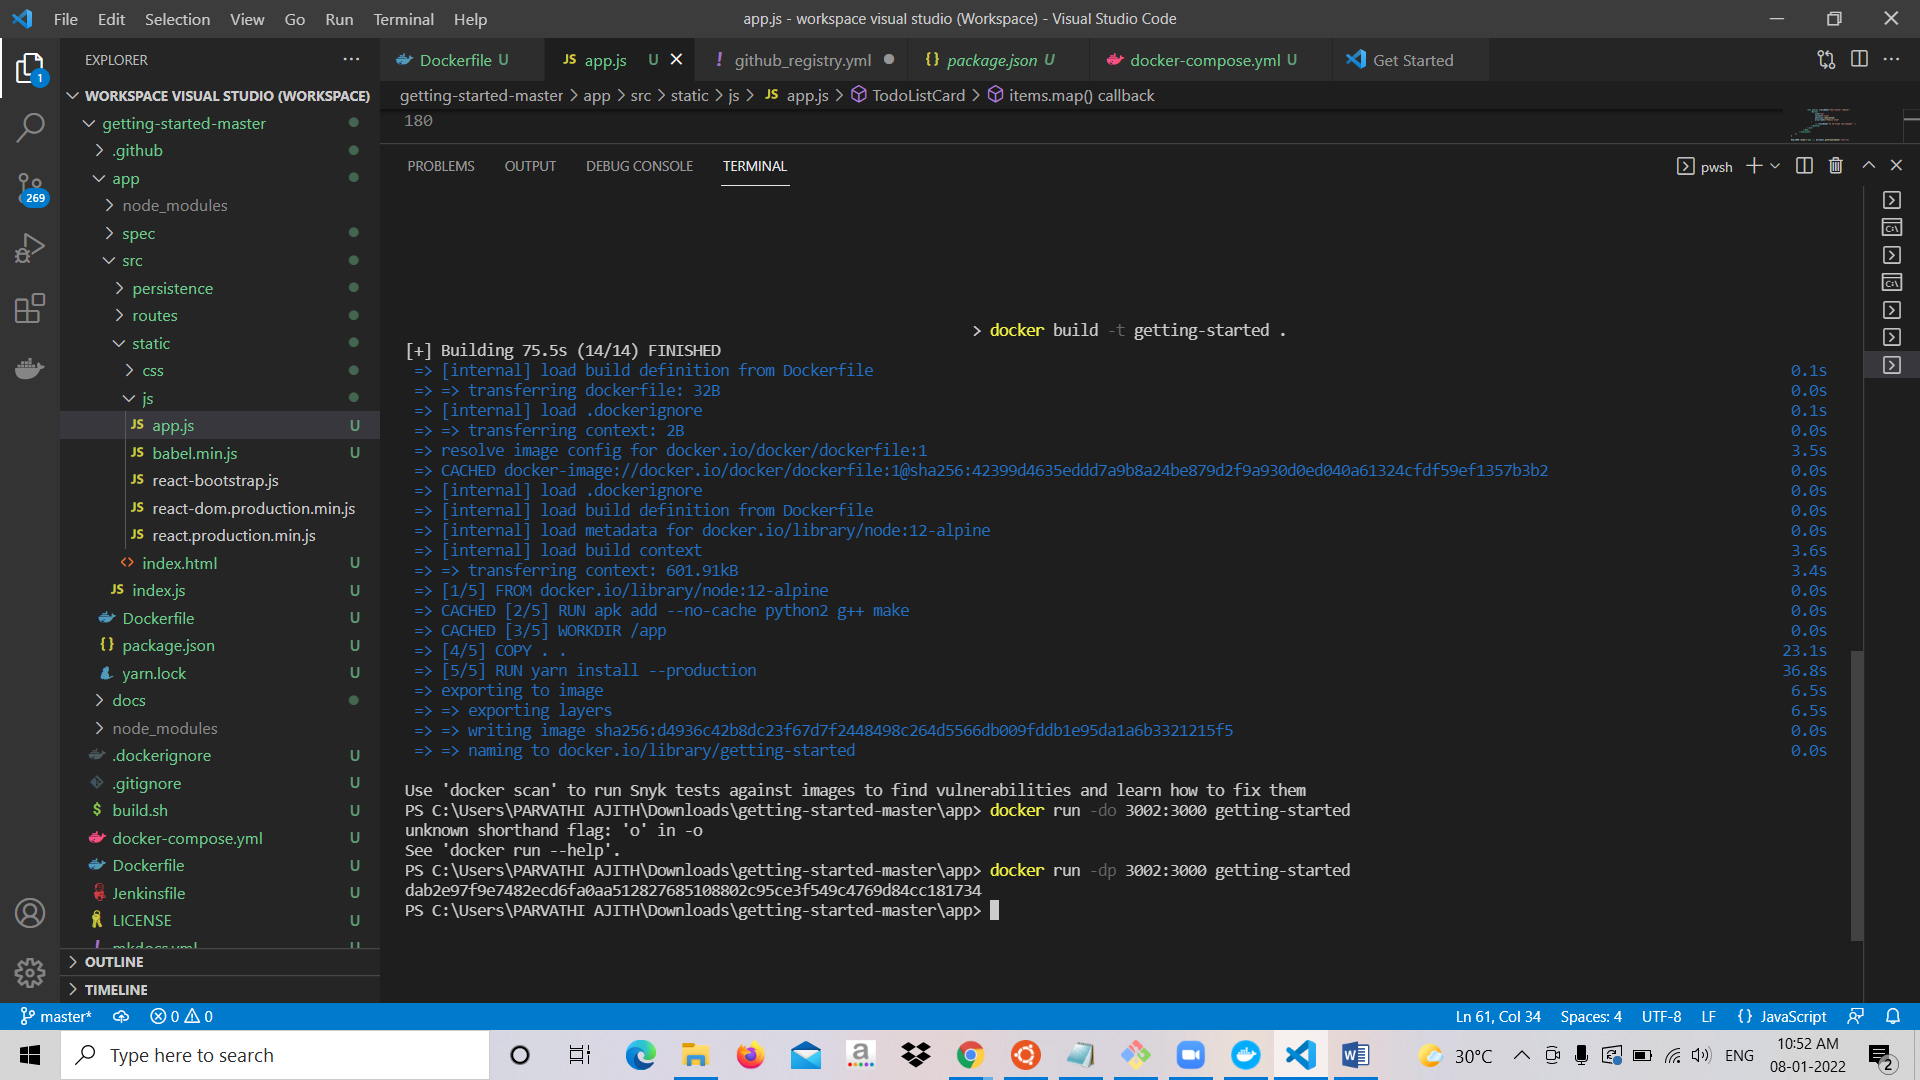 File Edit Selection View Go Run Terminal Help
app.js - workspace visual studio (Workspace) - Visual Studio Code
EXPLORER
Dockerfile U
JS app.js U
! github_registry.yml
{} package.json U
docker-compose.yml U
Get Started
1
WORKSPACE VISUAL STUDIO (WORKSPACE)
getting-started-master > app > src > static > js > JS app.js > TodoListCard > items.map() callback
180
getting-started-master
.github
app
node_modules
spec
src
persistence
routes
static
css
js
JS app.js U
JS babel.min.js U
JS react-bootstrap.js
JS react-dom.production.min.js
JS react.production.min.js
<> index.html U
JS index.js U
Dockerfile U
{} package.json U
yarn.lock U
docs
node_modules
.dockerignore U
.gitignore U
$ build.sh U
docker-compose.yml U
Dockerfile U
Jenkinsfile U
LICENSE U
! mkdocs.yml U
OUTLINE
TIMELINE
269
PROBLEMS OUTPUT DEBUG CONSOLE TERMINAL
pwsh
> docker build -t getting-started .
[+] Building 75.5s (14/14) FINISHED
=> [internal] load build definition from Dockerfile 0.1s
=> => transferring dockerfile: 32B 0.0s
=> [internal] load .dockerignore 0.1s
=> => transferring context: 2B 0.0s
=> resolve image config for docker.io/docker/dockerfile:1 3.5s
=> CACHED docker-image://docker.io/docker/dockerfile:1@sha256:42399d4635eddd7a9b8a24be879d2f9a930d0ed040a61324cfdf59ef1357b3b2 0.0s
=> [internal] load .dockerignore 0.0s
=> [internal] load build definition from Dockerfile 0.0s
=> [internal] load metadata for docker.io/library/node:12-alpine 0.0s
=> [internal] load build context 3.6s
=> => transferring context: 601.91kB 3.4s
=> [1/5] FROM docker.io/library/node:12-alpine 0.0s
=> CACHED [2/5] RUN apk add --no-cache python2 g++ make 0.0s
=> CACHED [3/5] WORKDIR /app 0.0s
=> [4/5] COPY . . 23.1s
=> [5/5] RUN yarn install --production 36.8s
=> exporting to image 6.5s
=> => exporting layers 6.5s
=> => writing image sha256:d4936c42b8dc23f67d7f2448498c264d5566db009fddb1e95da1a6b3321215f5 0.0s
=> => naming to docker.io/library/getting-started 0.0s
Use 'docker scan' to run Snyk tests against images to find vulnerabilities and learn how to fix them
PS C:\Users\PARVATHI AJITH\Downloads\getting-started-master\app> docker run -do 3002:3000 getting-started
unknown shorthand flag: 'o' in -o
See 'docker run --help'.
PS C:\Users\PARVATHI AJITH\Downloads\getting-started-master\app> docker run -dp 3002:3000 getting-started
dab2e97f9e7482ecd6fa0aa512827685108802c95ce3f549c4769d84cc181734
PS C:\Users\PARVATHI AJITH\Downloads\getting-started-master\app>
master* 0 0
Ln 61, Col 34 Spaces: 4 UTF-8 LF {} JavaScript
Type here to search
30°C
ENG
10:52 AM
08-01-2022
2